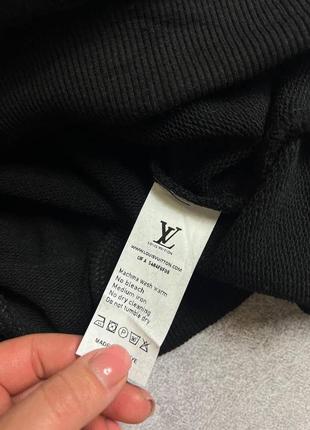 LV
LOUIS VUITTON
WWW.LOUISVUITTON.COM
Machine wash warm
No bleach
Medium iron
No dry cleaning
Do not tumble dry
MADE